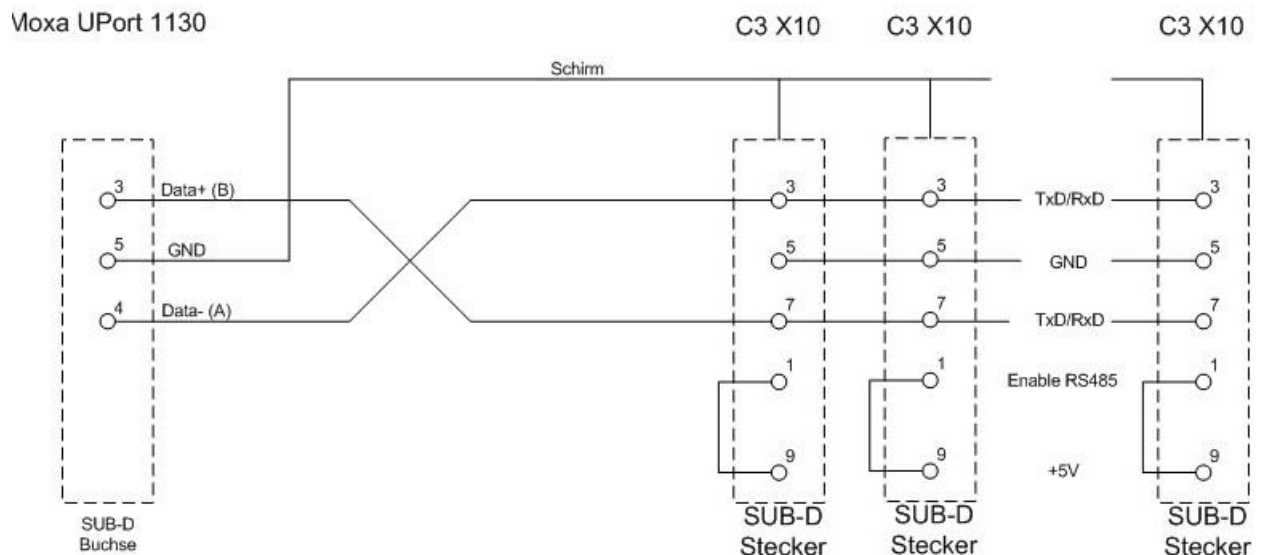 Moxa UPort 1130
C3 X10 C3 X10 C3 X10
Schirm
3 Data+ (B) 3 3 TxD/RxD 3
5 GND 5 5 GND 5
4 Data- (A) 7 7 TxD/RxD 7
1 1 Enable RS485 1
9 9 +5V 9
SUB-D SUB-D SUB-D SUB-D
Buchse Stecker Stecker Stecker